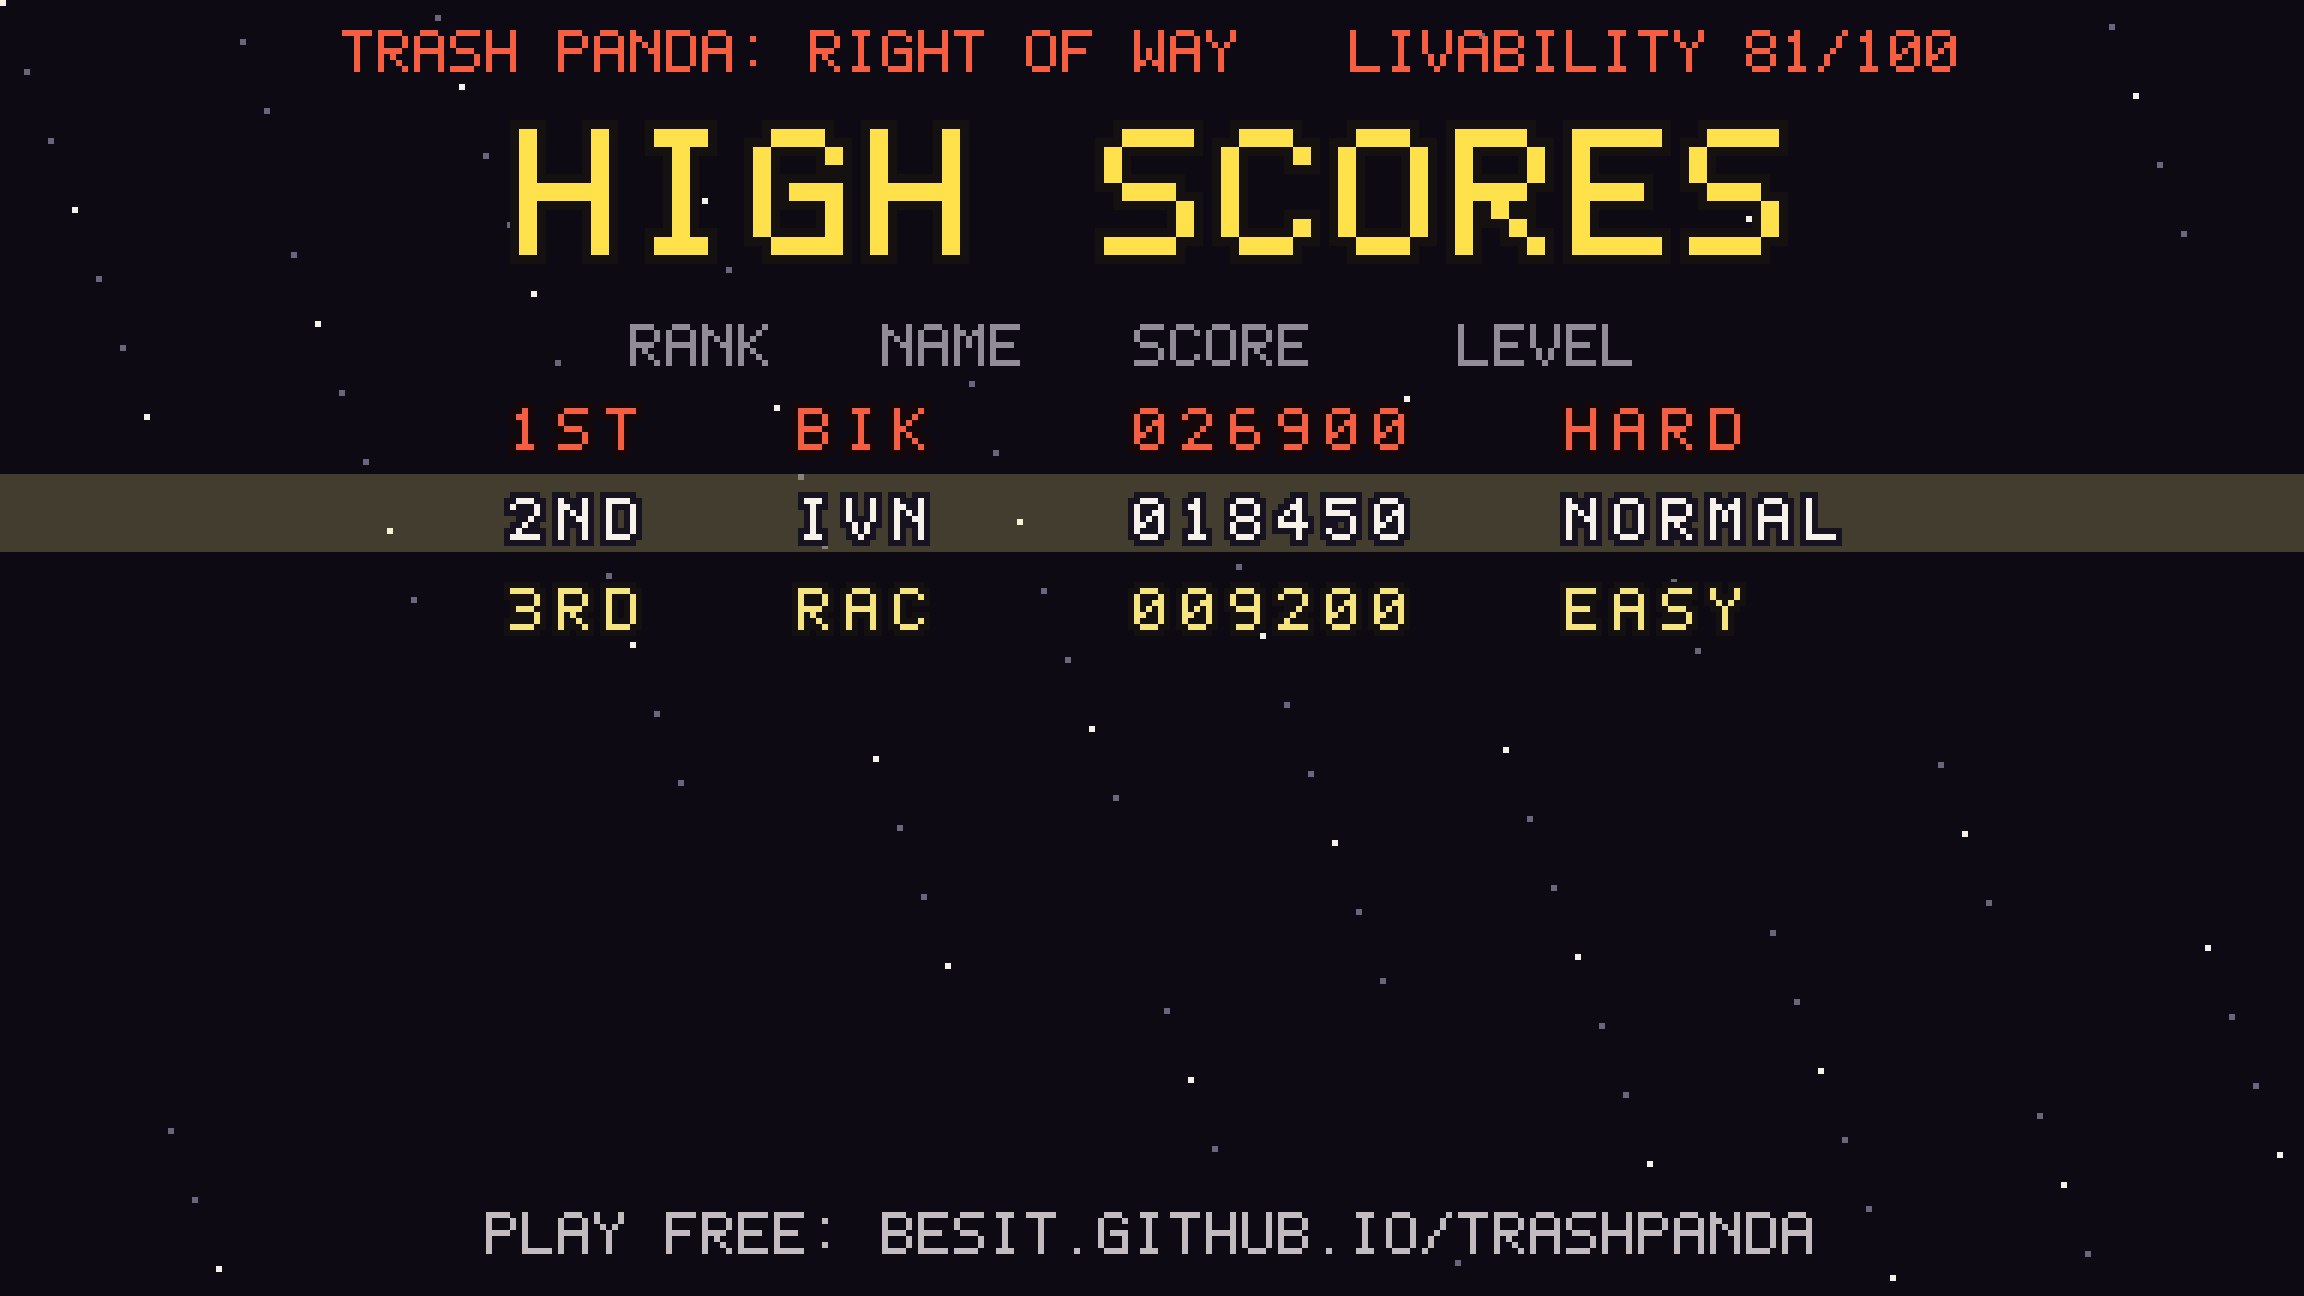 TRASH PANDA: RIGHT OF WAY LIVABILITY 81/100
HIGH SCORES
RANK NAME SCORE LEVEL
1ST BIK 026900 HARD
2ND IVN 018450 NORMAL
3RD RAC 009200 EASY
PLAY FREE: BESIT.GITHUB.IO/TRASHPANDA